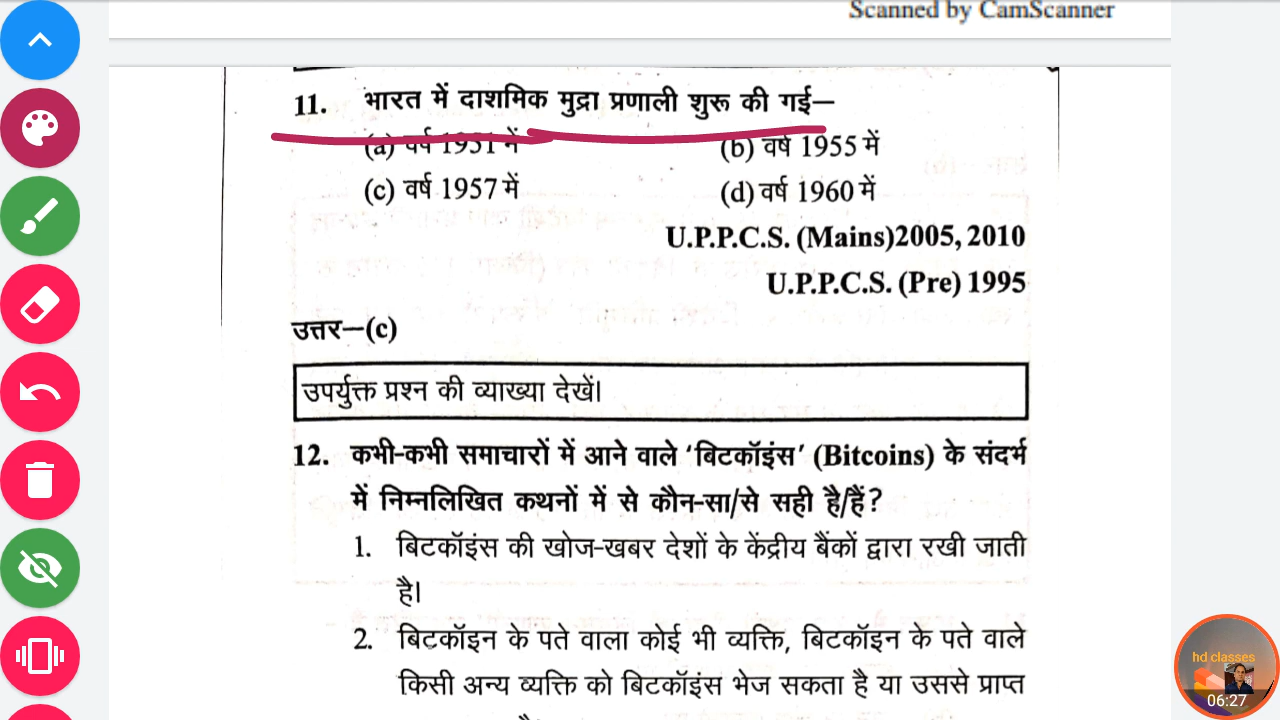 Scanned by CamScanner
11. भारत में दाशमिक मुद्रा प्रणाली शुरू की गई—
(a) वर्ष 1951 में (b) वर्ष 1955 में
(c) वर्ष 1957 में (d) वर्ष 1960 में
U.P.P.C.S. (Mains)2005, 2010
U.P.P.C.S. (Pre) 1995
उत्तर—(c)
उपर्युक्त प्रश्न की व्याख्या देखें।
12. कभी-कभी समाचारों में आने वाले ‘बिटकॉइंस’ (Bitcoins) के संदर्भ
में निम्नलिखित कथनों में से कौन-सा/से सही है/हैं?
1. बिटकॉइंस की खोज-खबर देशों के केंद्रीय बैंकों द्वारा रखी जाती
है।
2. बिटकॉइन के पते वाला कोई भी व्यक्ति, बिटकॉइन के पते वाले
किसी अन्य व्यक्ति को बिटकॉइंस भेज सकता है या उससे प्राप्त
hd classes
06:27